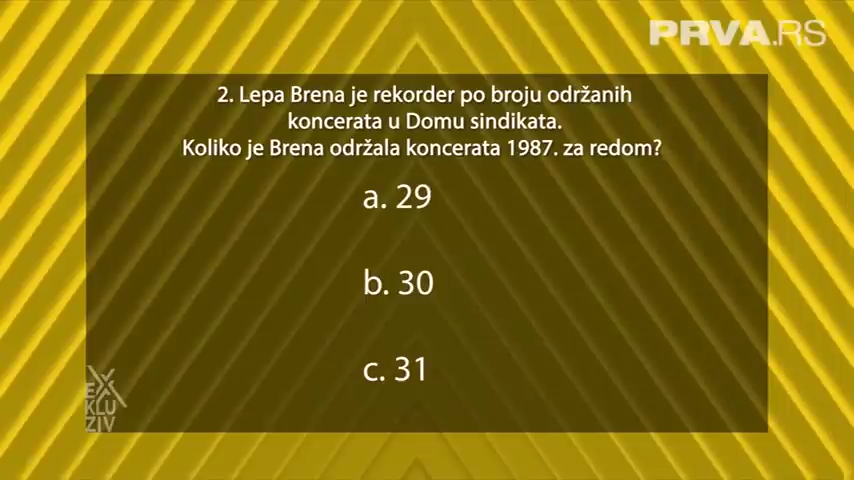 PRVA.RS
2. Lepa Brena je rekorder po broju održanih
koncerata u Domu sindikata.
Koliko je Brena održala koncerata 1987. za redom?
a. 29
b. 30
c. 31
EX
KLU
ZIV